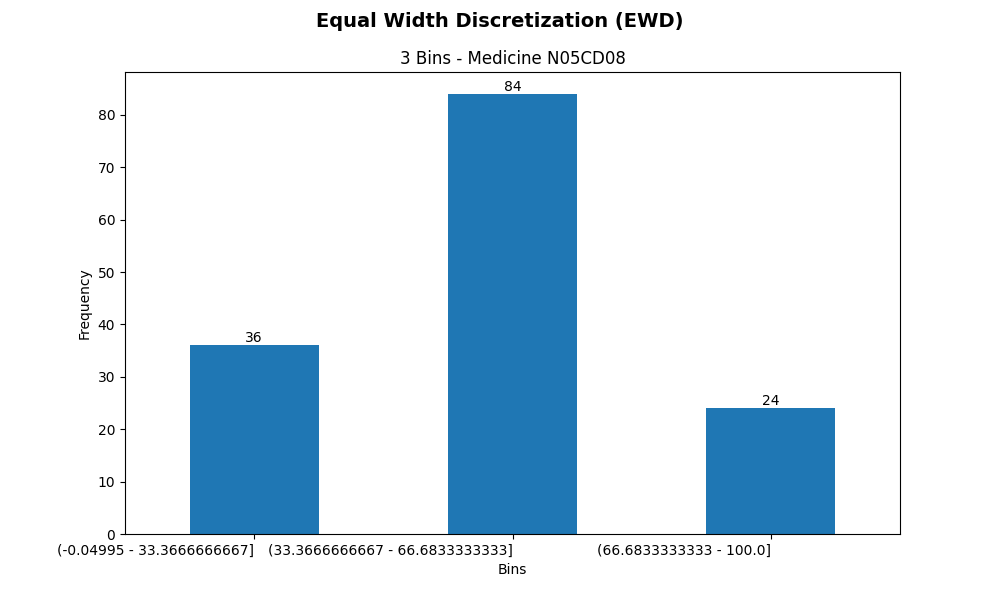 Equal Width Discretization (EWD)
3 Bins - Medicine N05CD08
84
80
70
60
50
Frequency
40
36
30
24
20
10
0
(-0.04995 - 33.3666666667] (33.3666666667 - 66.6833333333] (66.6833333333 - 100.0]
Bins